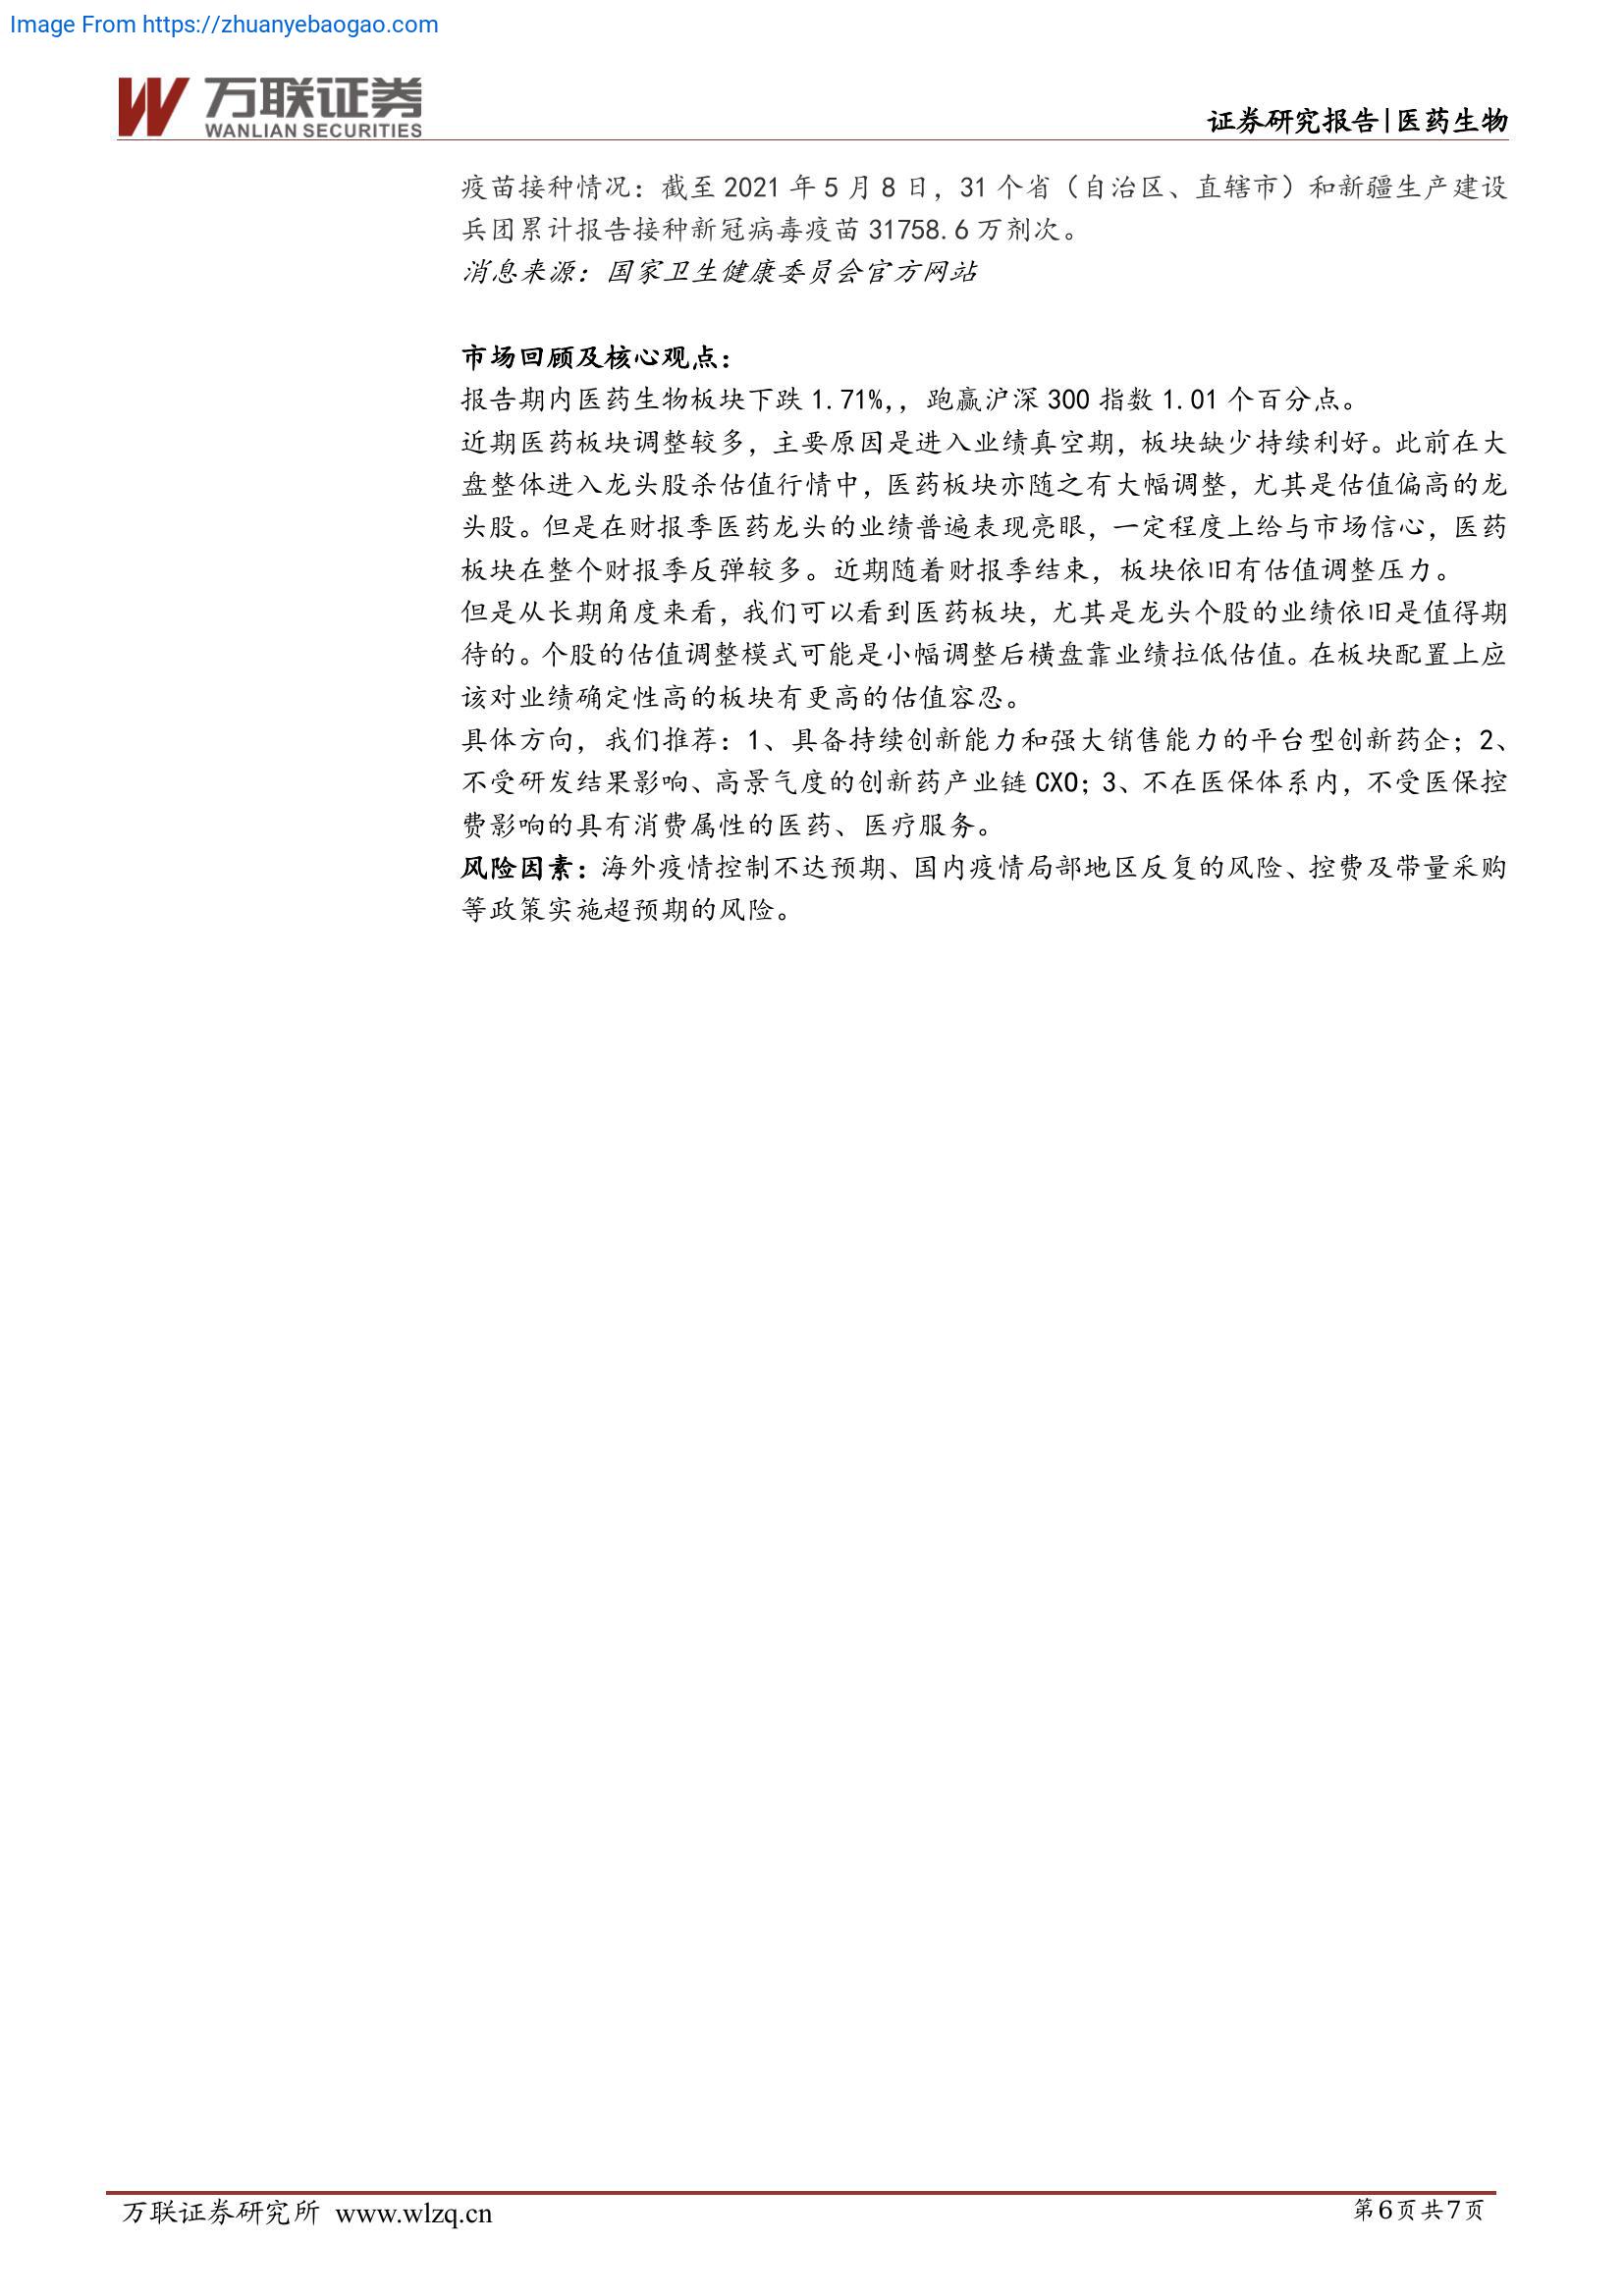 Image From https://zhuanyebaogao.com
万联证券
WANLIAN SECURITIES
证券研究报告|医药生物
疫苗接种情况：截至 2021 年 5 月 8 日，31 个省（自治区、直辖市）和新疆生产建设
兵团累计报告接种新冠病毒疫苗 31758.6 万剂次。
消息来源：国家卫生健康委员会官方网站
市场回顾及核心观点：
报告期内医药生物板块下跌 1.71%,，跑赢沪深 300 指数 1.01 个百分点。
近期医药板块调整较多，主要原因是进入业绩真空期，板块缺少持续利好。此前在大
盘整体进入龙头股杀估值行情中，医药板块亦随之有大幅调整，尤其是估值偏高的龙
头股。但是在财报季医药龙头的业绩普遍表现亮眼，一定程度上给与市场信心，医药
板块在整个财报季反弹较多。近期随着财报季结束，板块依旧有估值调整压力。
但是从长期角度来看，我们可以看到医药板块，尤其是龙头个股的业绩依旧是值得期
待的。个股的估值调整模式可能是小幅调整后横盘靠业绩拉低估值。在板块配置上应
该对业绩确定性高的板块有更高的估值容忍。
具体方向，我们推荐：1、具备持续创新能力和强大销售能力的平台型创新药企；2、
不受研发结果影响、高景气度的创新药产业链 CXO；3、不在医保体系内，不受医保控
费影响的具有消费属性的医药、医疗服务。
风险因素：海外疫情控制不达预期、国内疫情局部地区反复的风险、控费及带量采购
等政策实施超预期的风险。
万联证券研究所 www.wlzq.cn
第6页共7页